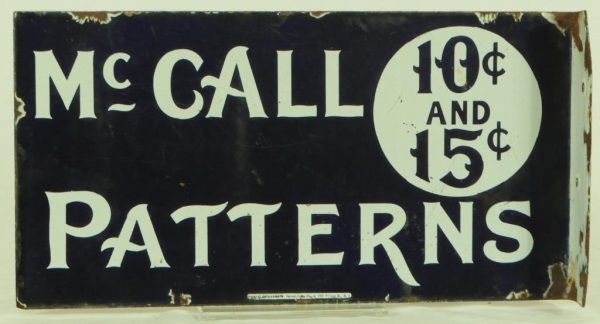 McCALL
10¢
AND
15¢
PATTERNS